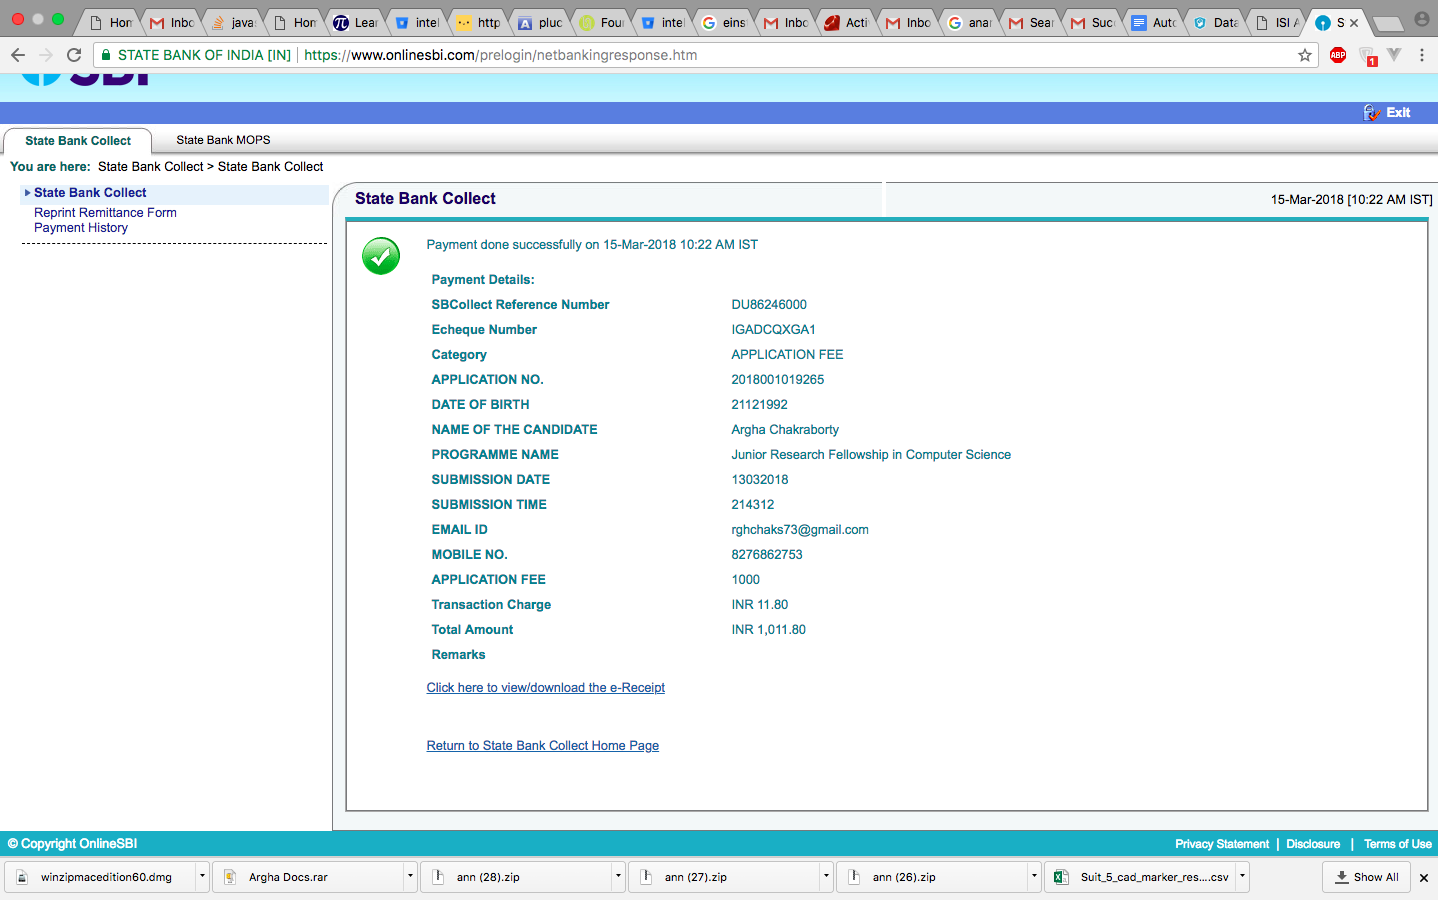 Hom Inbo java Hom Lear intel http pluc Four intel eins Inbo Acti Inbo anar Sear Succ Auto Data ISI A S
STATE BANK OF INDIA [IN] https://www.onlinesbi.com/prelogin/netbankingresponse.htm ABP 1
SBI
Exit
State Bank Collect State Bank MOPS
You are here: State Bank Collect > State Bank Collect
State Bank Collect
Reprint Remittance Form
Payment History
State Bank Collect 15-Mar-2018 [10:22 AM IST]
Payment done successfully on 15-Mar-2018 10:22 AM IST
Payment Details:
SBCollect Reference Number DU86246000
Echeque Number IGADCQXGA1
Category APPLICATION FEE
APPLICATION NO. 2018001019265
DATE OF BIRTH 21121992
NAME OF THE CANDIDATE Argha Chakraborty
PROGRAMME NAME Junior Research Fellowship in Computer Science
SUBMISSION DATE 13032018
SUBMISSION TIME 214312
EMAIL ID rghchaks73@gmail.com
MOBILE NO. 8276862753
APPLICATION FEE 1000
Transaction Charge INR 11.80
Total Amount INR 1,011.80
Remarks
Click here to view/download the e-Receipt
Return to State Bank Collect Home Page
© Copyright OnlineSBI Privacy Statement | Disclosure | Terms of Use
winzipmacedition60.dmg Argha Docs.rar ann (28).zip ann (27).zip ann (26).zip Suit_5_cad_marker_res....csv Show All